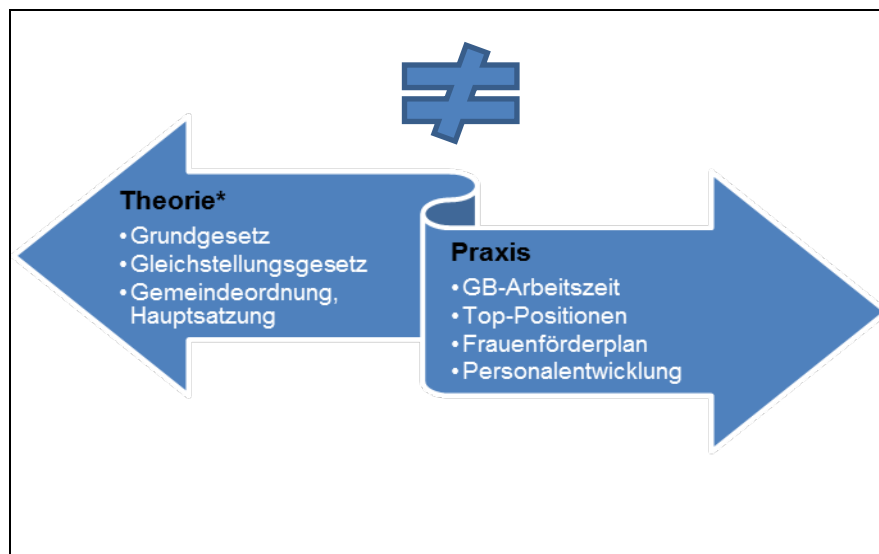 ≠
Theorie*
•Grundgesetz
•Gleichstellungsgesetz
•Gemeindeordnung,
Hauptsatzung
Praxis
•GB-Arbeitszeit
•Top-Positionen
•Frauenförderplan
•Personalentwicklung